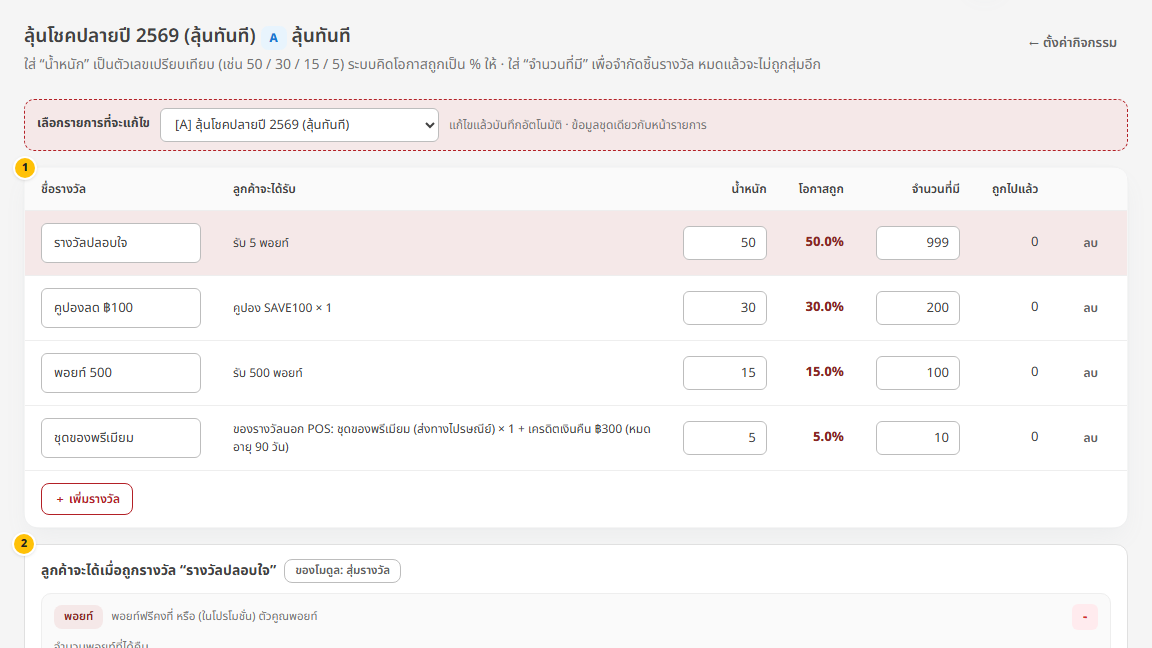 ลุ้นโชคปลายปี 2569 (ลุ้นทันที) A ลุ้นทันที
← ตั้งค่ากิจกรรม
ใส่ “น้ำหนัก” เป็นตัวเลขเปรียบเทียบ (เช่น 50 / 30 / 15 / 5) ระบบคิดโอกาสถูกเป็น % ให้ · ใส่ “จำนวนที่มี” เพื่อจำกัดชิ้นรางวัล หมดแล้วจะไม่ถูกสุ่มอีก
เลือกรายการที่จะแก้ไข [A] ลุ้นโชคปลายปี 2569 (ลุ้นทันที) แก้ไขแล้วบันทึกอัตโนมัติ · ข้อมูลชุดเดียวกับหน้ารายการ
1
ชื่อรางวัล ลูกค้าจะได้รับ น้ำหนัก โอกาสถูก จำนวนที่มี ถูกไปแล้ว
รางวัลปลอบใจ รับ 5 พอยท์ 50 50.0% 999 0 ลบ
คูปองลด ฿100 คูปอง SAVE100 × 1 30 30.0% 200 0 ลบ
พอยท์ 500 รับ 500 พอยท์ 15 15.0% 100 0 ลบ
ชุดของพรีเมียม ของรางวัลนอก POS: ชุดของพรีเมียม (ส่งทางไปรษณีย์) × 1 + เครดิตเงินคืน ฿300 (หมด
อายุ 90 วัน) 5 5.0% 10 0 ลบ
+ เพิ่มรางวัล
2
ลูกค้าจะได้เมื่อถูกรางวัล “รางวัลปลอบใจ” ของโมดูล: สุ่มรางวัล
พอยท์ พอยท์ฟรีคงที่ หรือ (ในโปรโมชั่น) ตัวคูณพอยท์ -
จำนวนพอยท์ที่ได้คืน